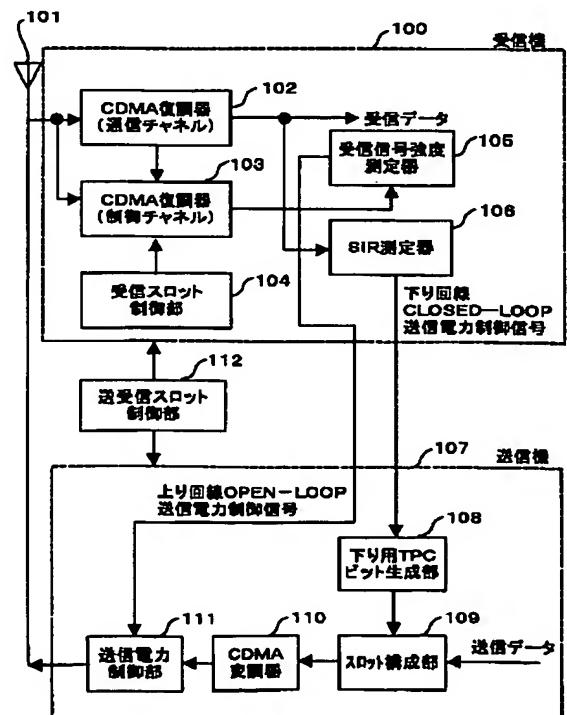 101
100
受信機
102
CDMA復調器
(通信チャネル)
受信データ
103
CDMA復調器
(制御チャネル)
105
受信信号強度
測定器
106
SIR測定器
104
受信スロット
制御部
下り回線
CLOSED-LOOP
送信電力制御信号
112
送受信スロット
制御部
107
送信機
上り回線OPEN-LOOP
送信電力制御信号
108
下り用TPC
ビット生成部
111
送信電力
制御部
110
CDMA
変調器
109
スロット構成部
送信データ